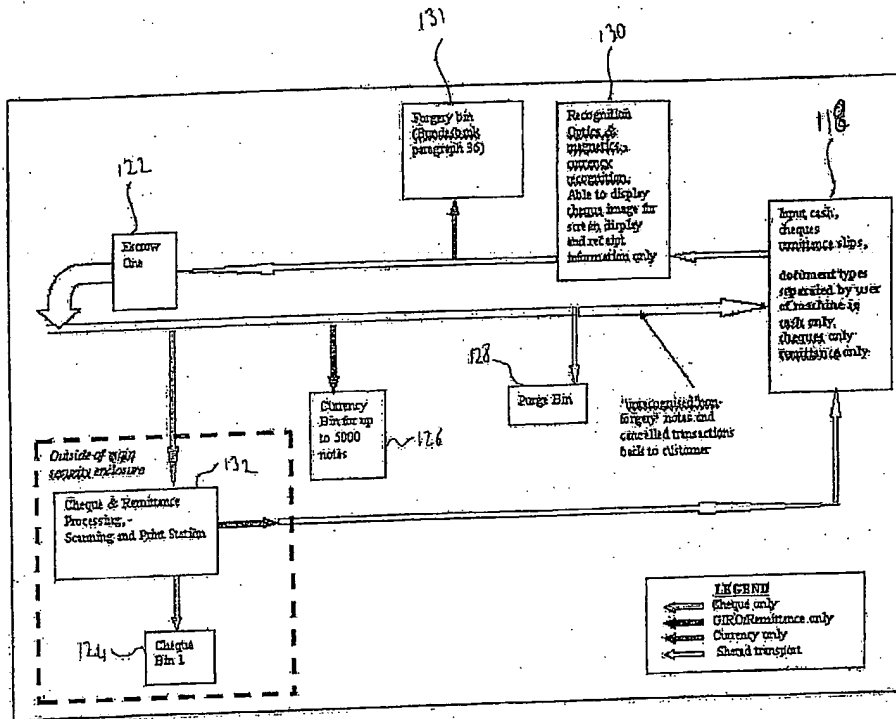 131
130
122
Forgery bin
(Bundesbank
paragraph 36)
Recognition
Optics &
magnetics,
currency
recognition.
Able to display
cheque image for
screen display
and receipt
information only
Input cash,
cheques
remittance slips,
document types
separated by user
of machine in
cash only,
cheques only
remittance only
Escrow
One
128
Purge Bin
Currency
Bin for up
to 5000
notes
126
"unrecognised" non-
forgery notes and
cancelled transactions
back to customer
Outside of main
security enclosure
132
Cheque & Remittance
Processing, -
Scanning and Print Station
124
Cheque
Bin 1
LEGEND
Cheque only
GIRO/Remittance only
Currency only
Shared transport